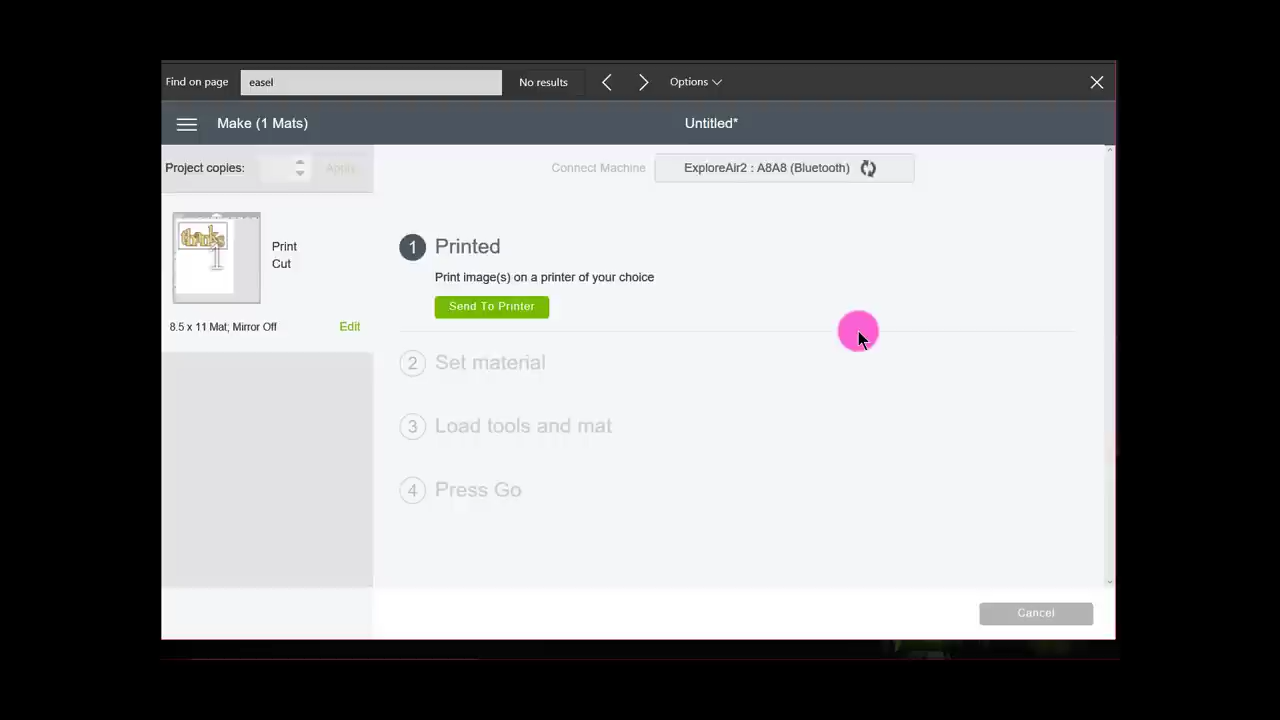 Find on page easel No results Options
Make (1 Mats) Untitled*
Project copies: Apply Connect Machine ExploreAir2 : A8A8 (Bluetooth)
thanks
Print
Cut
8.5 x 11 Mat; Mirror Off Edit
1 Printed
Print image(s) on a printer of your choice
Send To Printer
2 Set material
3 Load tools and mat
4 Press Go
Cancel